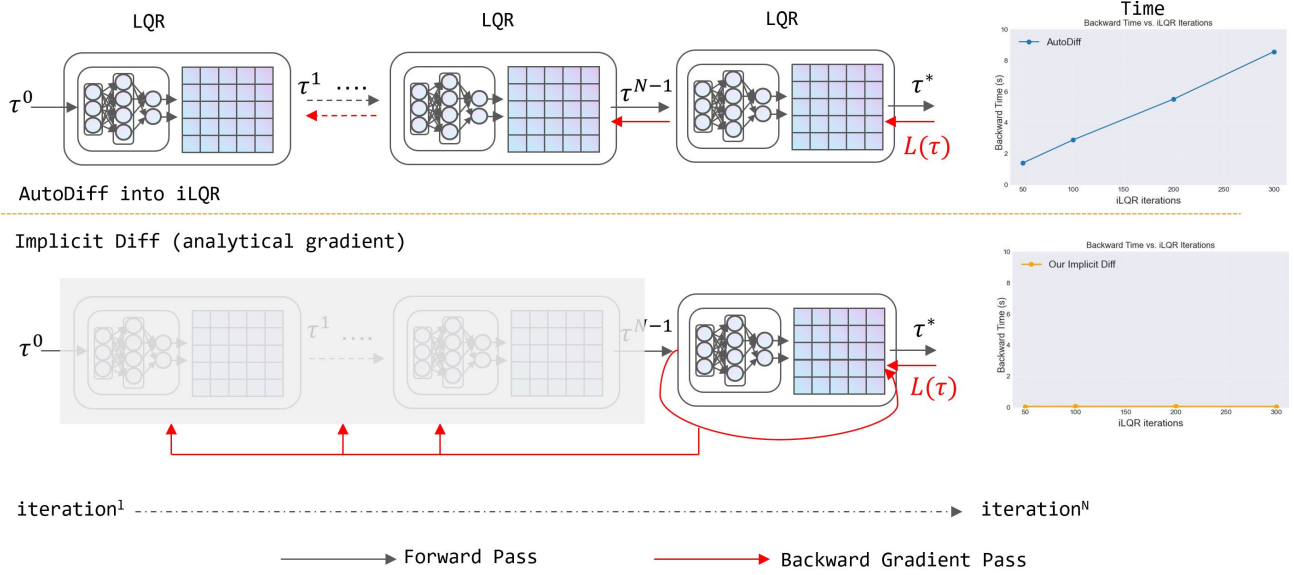 LQR
LQR
LQR
Time
τ⁰
τ¹ ....
τᴺ⁻¹
τ*
L(τ)
AutoDiff into iLQR
Backward Time vs. iLQR Iterations
AutoDiff
Backward Time (s)
10
8
6
4
2
0
50 100 150 200 250 300
iLQR iterations
Implicit Diff (analytical gradient)
τ⁰
τ¹ ....
τᴺ⁻¹
τ*
L(τ)
Backward Time vs. iLQR Iterations
Our Implicit Diff
Backward Time (s)
10
8
6
4
2
0
50 100 150 200 250 300
iLQR iterations
iteration¹
iterationᴺ
Forward Pass
Backward Gradient Pass